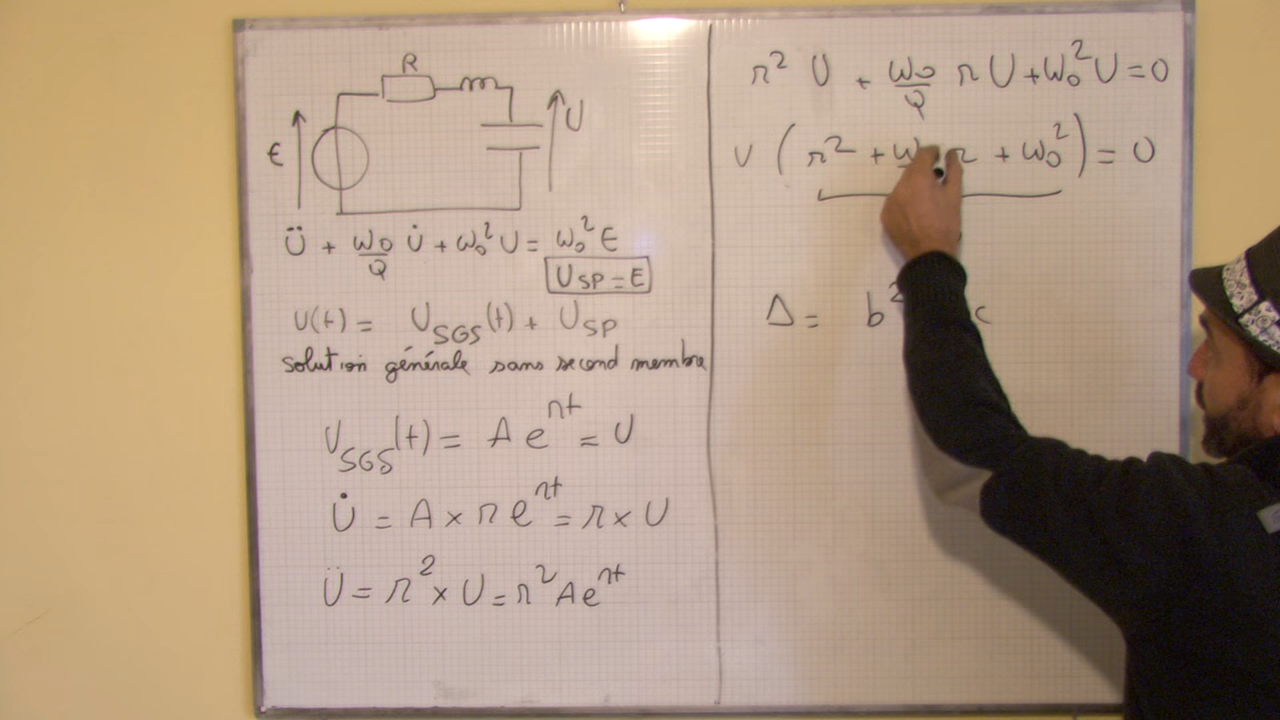 R
E
U
Ü + ω₀/Q U̇ + ω₀² U = ω₀² E
U_SP = E
U(t) = U_SGS(t) + U_SP
solution générale sans second membre
U_SGS(t) = A e^{rt} = U
U̇ = A × r e^{rt} = r × U
Ü = r² × U = r² A e^{rt}
r² U + ω₀/Q r U + ω₀² U = 0
U ( r² + ω r + ω₀² ) = 0
Δ = b² c